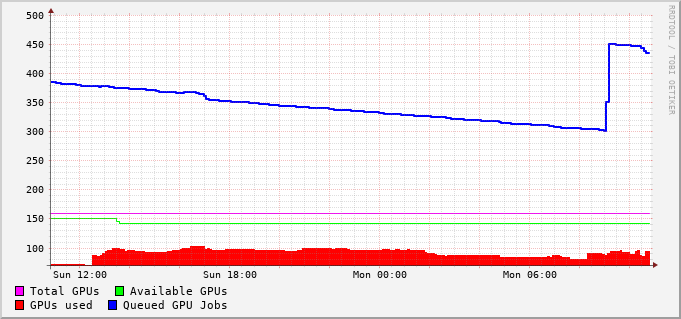 500
450
400
350
300
250
200
150
100
Sun 12:00 Sun 18:00 Mon 00:00 Mon 06:00
Total GPUs Available GPUs
GPUs used Queued GPU Jobs
RRDTOOL / TOBI OETIKER